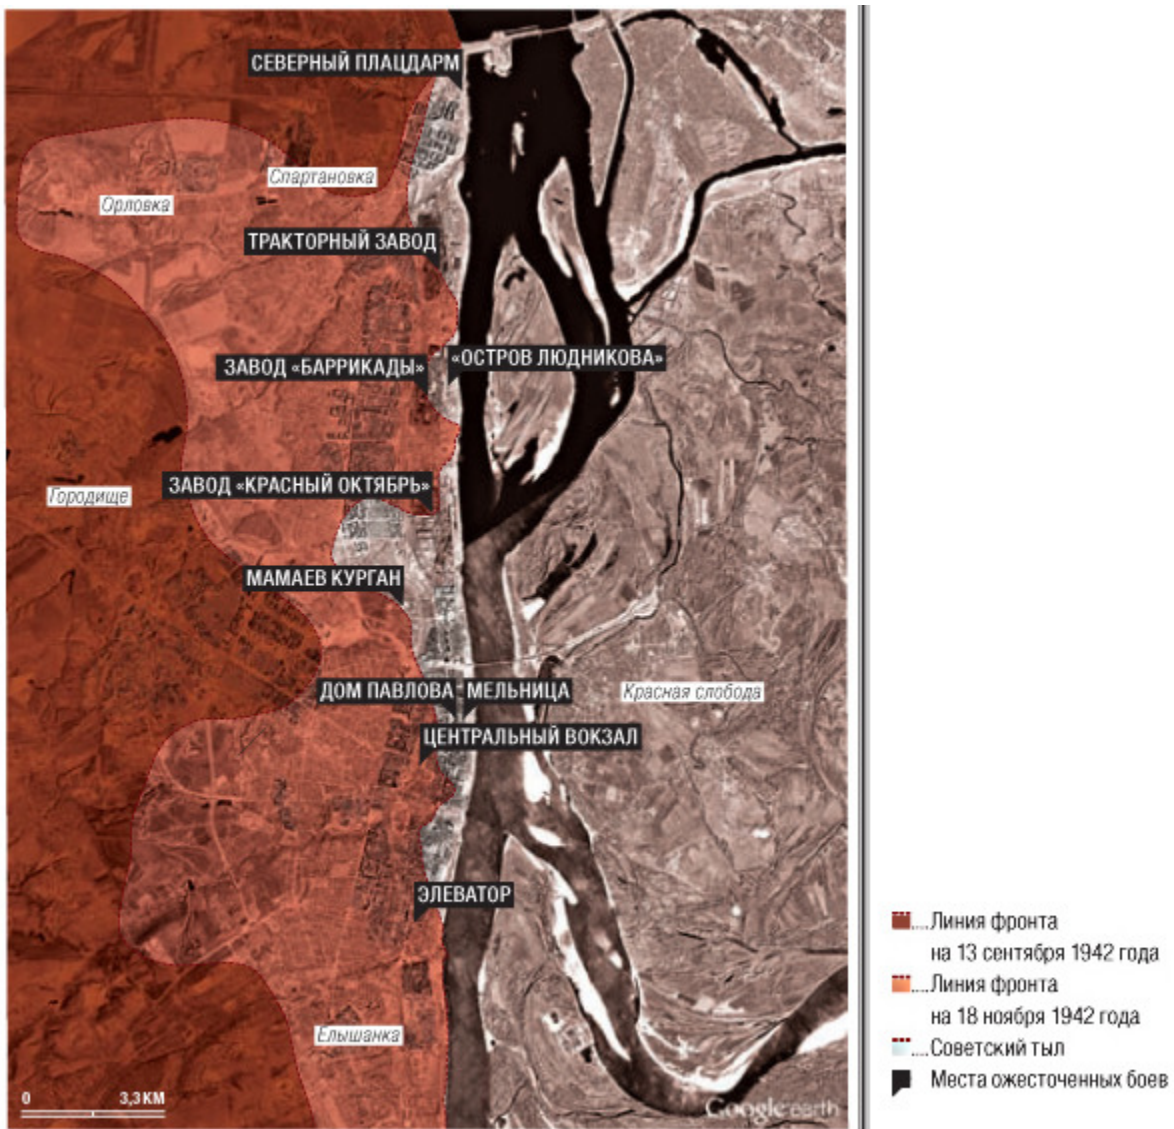 СЕВЕРНЫЙ ПЛАЦДАРМ
Спартановка
Орловка
ТРАКТОРНЫЙ ЗАВОД
«ОСТРОВ ЛЮДНИКОВА»
ЗАВОД «БАРРИКАДЫ»
ЗАВОД «КРАСНЫЙ ОКТЯБРЬ»
Городище
МАМАЕВ КУРГАН
ДОМ ПАВЛОВА МЕЛЬНИЦА
Красная слобода
ЦЕНТРАЛЬНЫЙ ВОКЗАЛ
ЭЛЕВАТОР
Елышанка
0 3,3 КМ
Google earth
....Линия фронта
на 13 сентября 1942 года
....Линия фронта
на 18 ноября 1942 года
....Советский тыл
Места ожесточенных боев